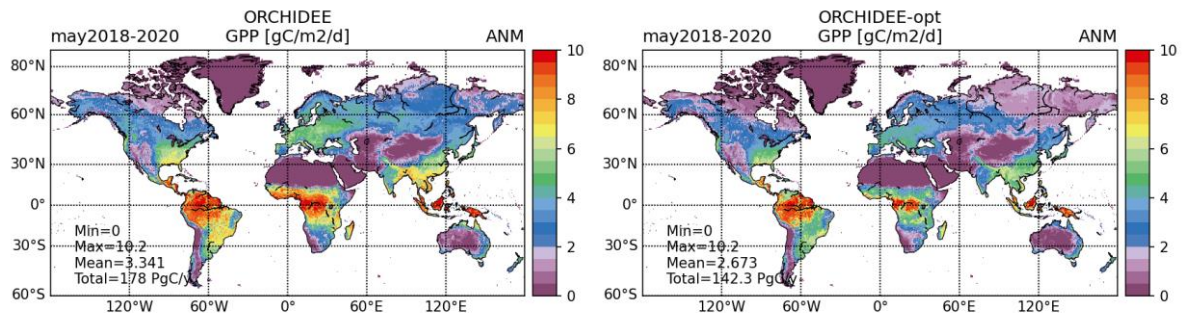 ORCHIDEE
may2018-2020 GPP [gC/m2/d] ANM
80°N
60°N
30°N
0°
30°S
60°S
120°W 60°W 0° 60°E 120°E
Min=0
Max=10.2
Mean=3.341
Total=178 PgC/y
10
8
6
4
2
0
ORCHIDEE-opt
may2018-2020 GPP [gC/m2/d] ANM
80°N
60°N
30°N
0°
30°S
60°S
120°W 60°W 0° 60°E 120°E
Min=0
Max=10.2
Mean=2.673
Total=142.3 PgC/y
10
8
6
4
2
0